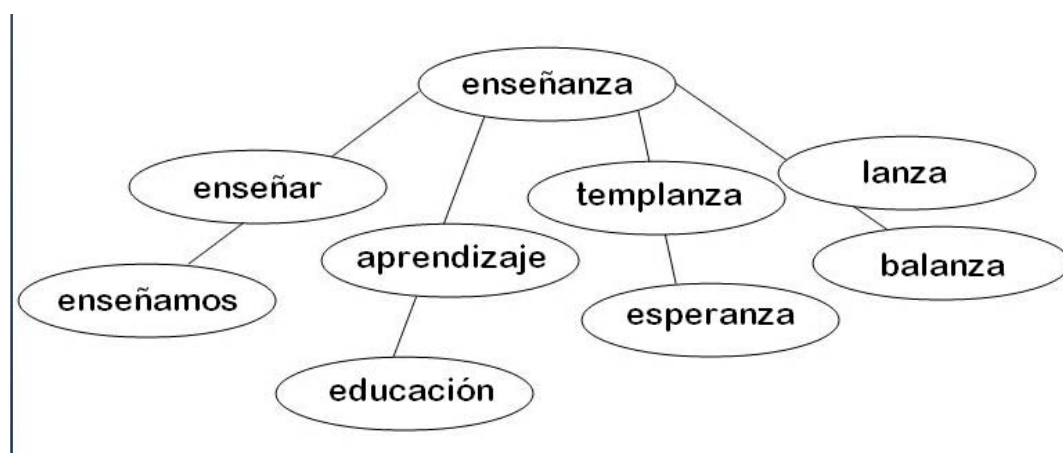 enseñanza
enseñar
templanza
lanza
aprendizaje
balanza
enseñamos
esperanza
educación